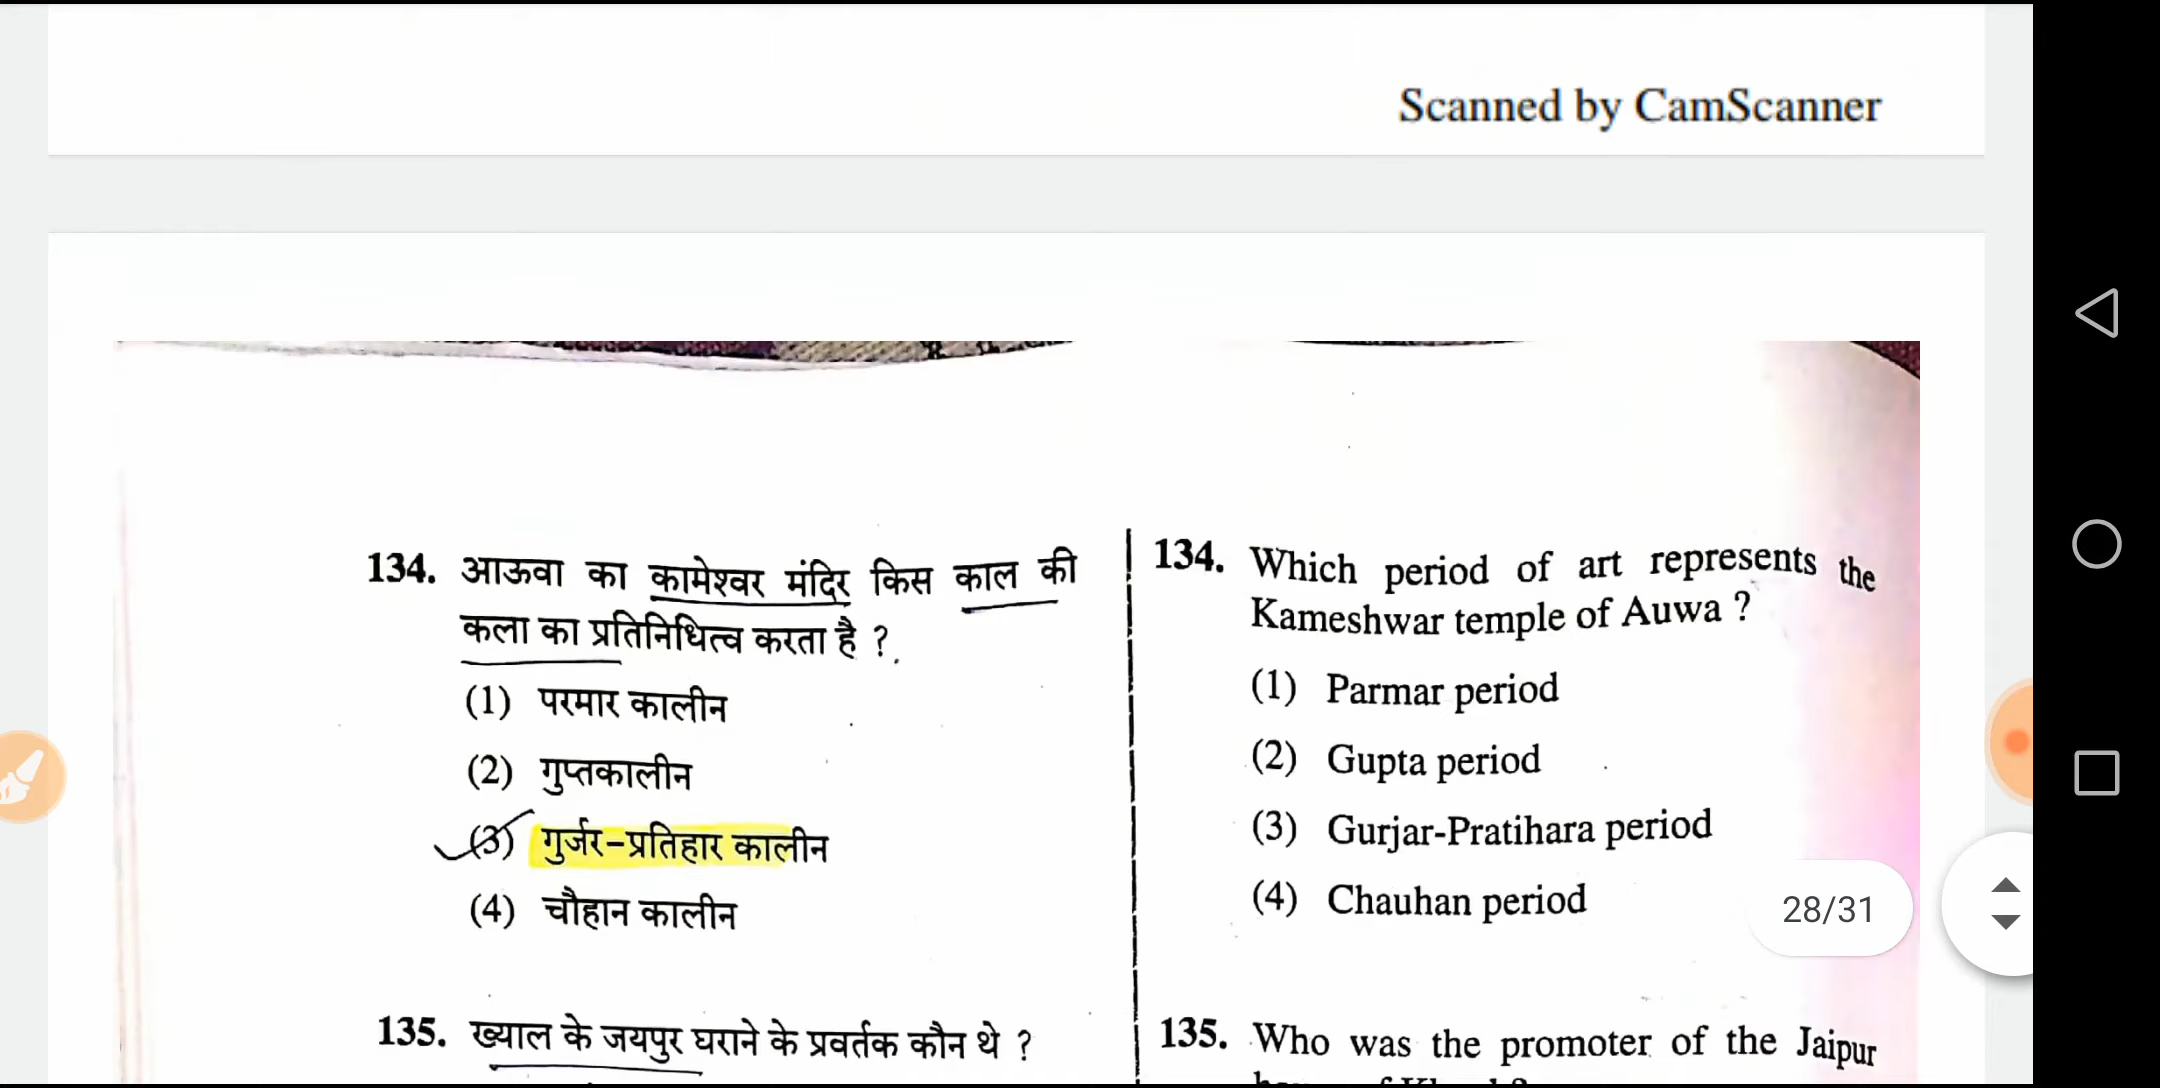 Scanned by CamScanner
134. आऊवा का कामेश्वर मंदिर किस काल की
कला का प्रतिनिधित्व करता है ?
(1) परमार कालीन
(2) गुप्तकालीन
(3) गुर्जर-प्रतिहार कालीन
(4) चौहान कालीन
135. ख्याल के जयपुर घराने के प्रवर्तक कौन थे ?
134. Which period of art represents the
Kameshwar temple of Auwa ?
(1) Parmar period
(2) Gupta period
(3) Gurjar-Pratihara period
(4) Chauhan period
135. Who was the promoter of the Jaipur
28/31